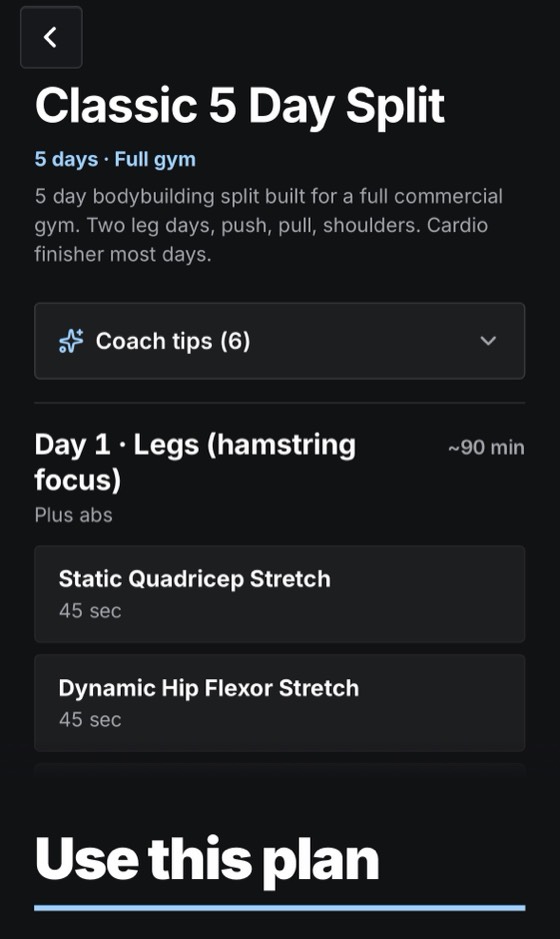 Classic 5 Day Split
5 days · Full gym
5 day bodybuilding split built for a full commercial
gym. Two leg days, push, pull, shoulders. Cardio
finisher most days.
Coach tips (6)
Day 1 · Legs (hamstring
focus)
~90 min
Plus abs
Static Quadricep Stretch
45 sec
Dynamic Hip Flexor Stretch
45 sec
Use this plan